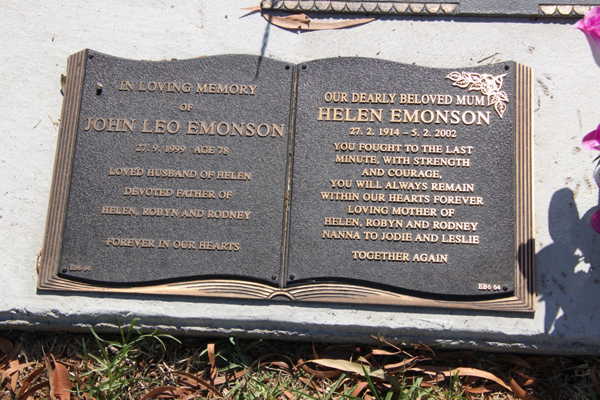 IN LOVING MEMORY
OF
JOHN LEO EMONSON
27. 9. 1999 AGE 78
LOVED HUSBAND OF HELEN
DEVOTED FATHER OF
HELEN, ROBYN AND RODNEY
FOREVER IN OUR HEARTS
EB6 64
OUR DEARLY BELOVED MUM
HELEN EMONSON
27. 2. 1914 - 5. 2. 2002
YOU FOUGHT TO THE LAST
MINUTE, WITH STRENGTH
AND COURAGE,
YOU WILL ALWAYS REMAIN
WITHIN OUR HEARTS FOREVER
LOVING MOTHER OF
HELEN, ROBYN AND RODNEY
NANNA TO JODIE AND LESLIE
TOGETHER AGAIN
EB6 64